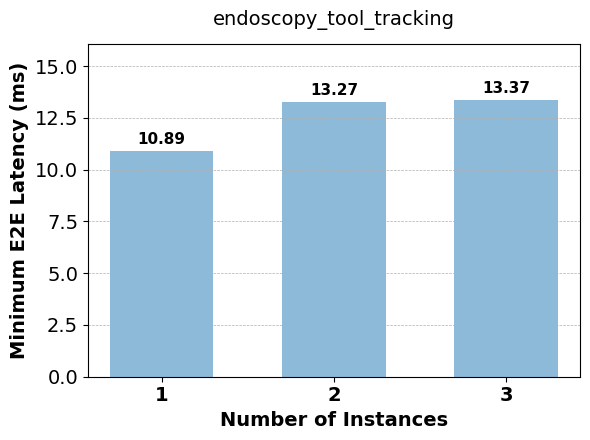 endoscopy_tool_tracking
Minimum E2E Latency (ms)
15.0
12.5
10.0
7.5
5.0
2.5
0.0
10.89
13.27
13.37
1 2 3
Number of Instances